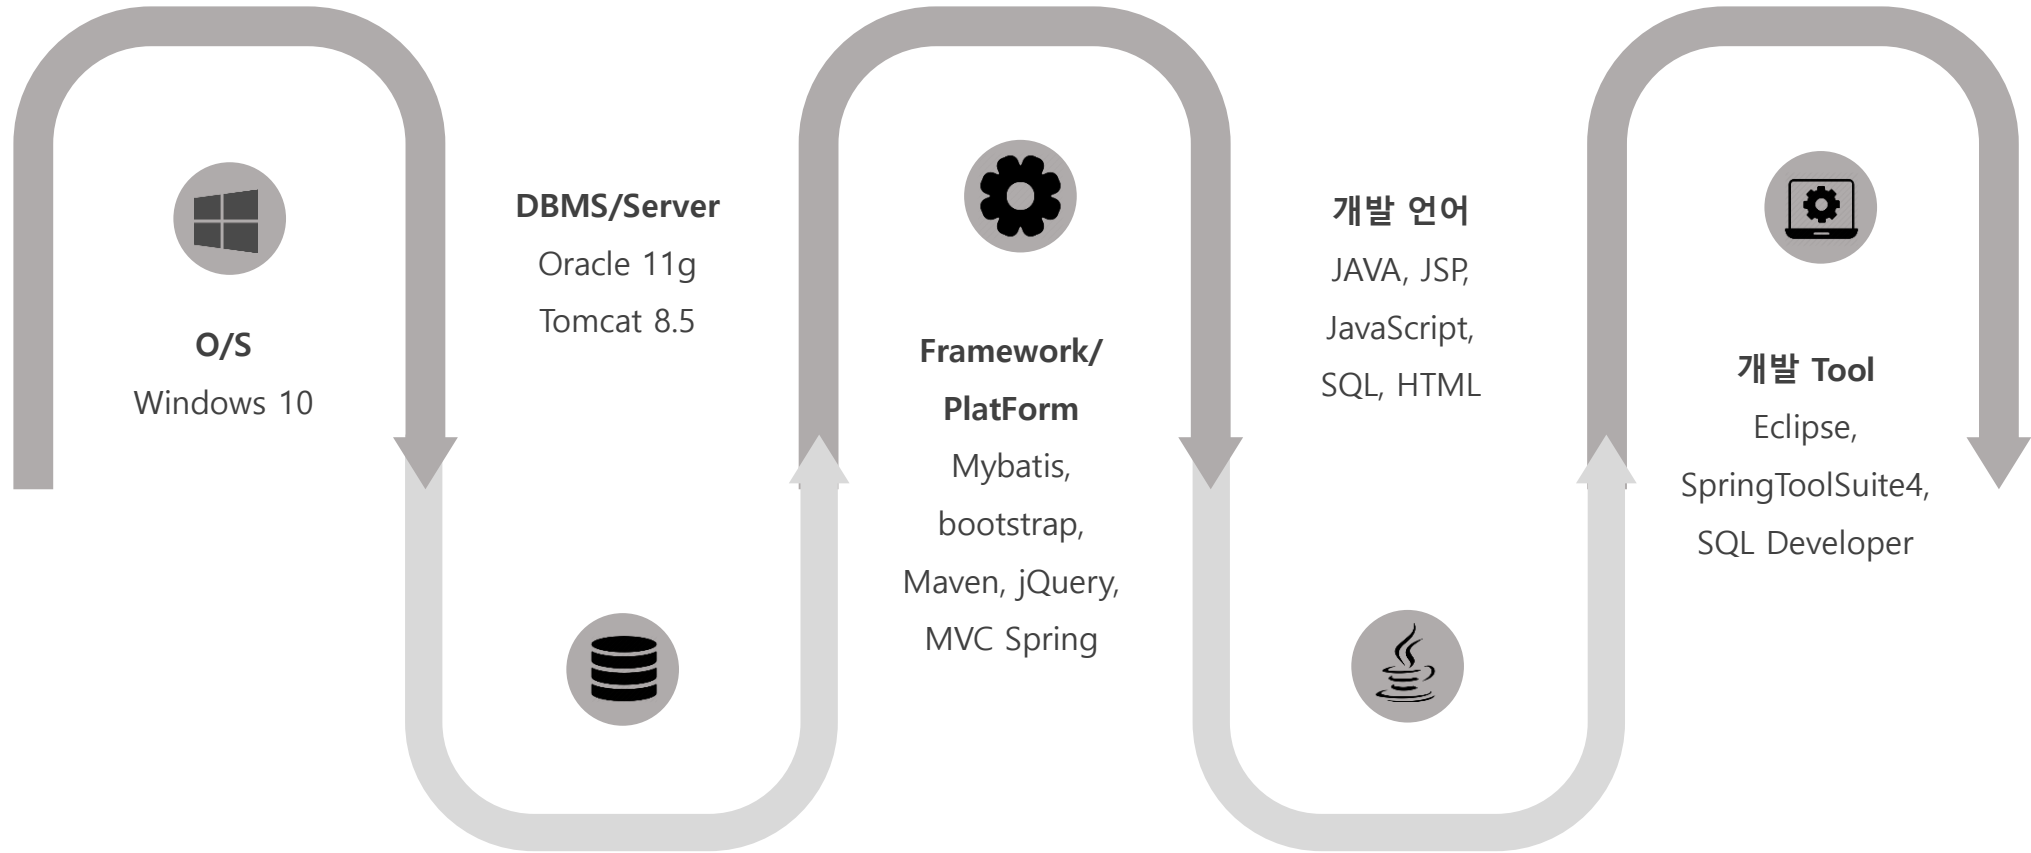 O/S
Windows 10
DBMS/Server
Oracle 11g
Tomcat 8.5
Framework/
PlatForm
Mybatis,
bootstrap,
Maven, jQuery,
MVC Spring
개발 언어
JAVA, JSP,
JavaScript,
SQL, HTML
개발 Tool
Eclipse,
SpringToolSuite4,
SQL Developer